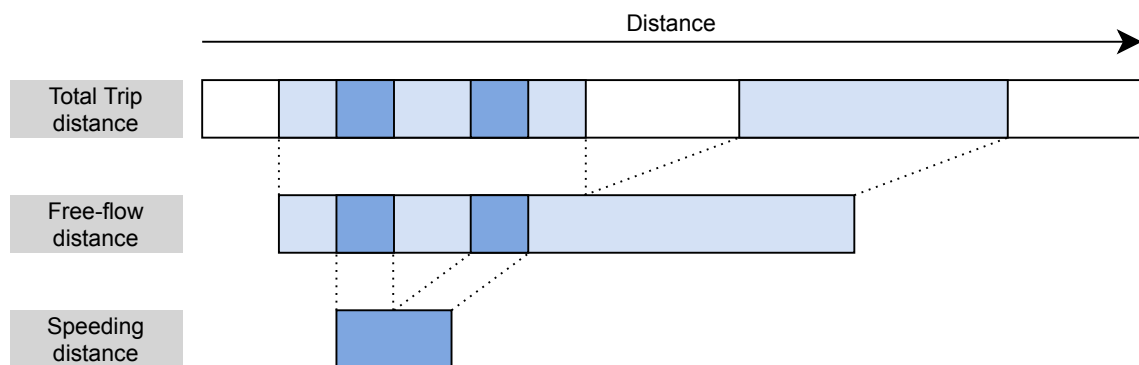 Distance
Total Trip
distance
Free-flow
distance
Speeding
distance